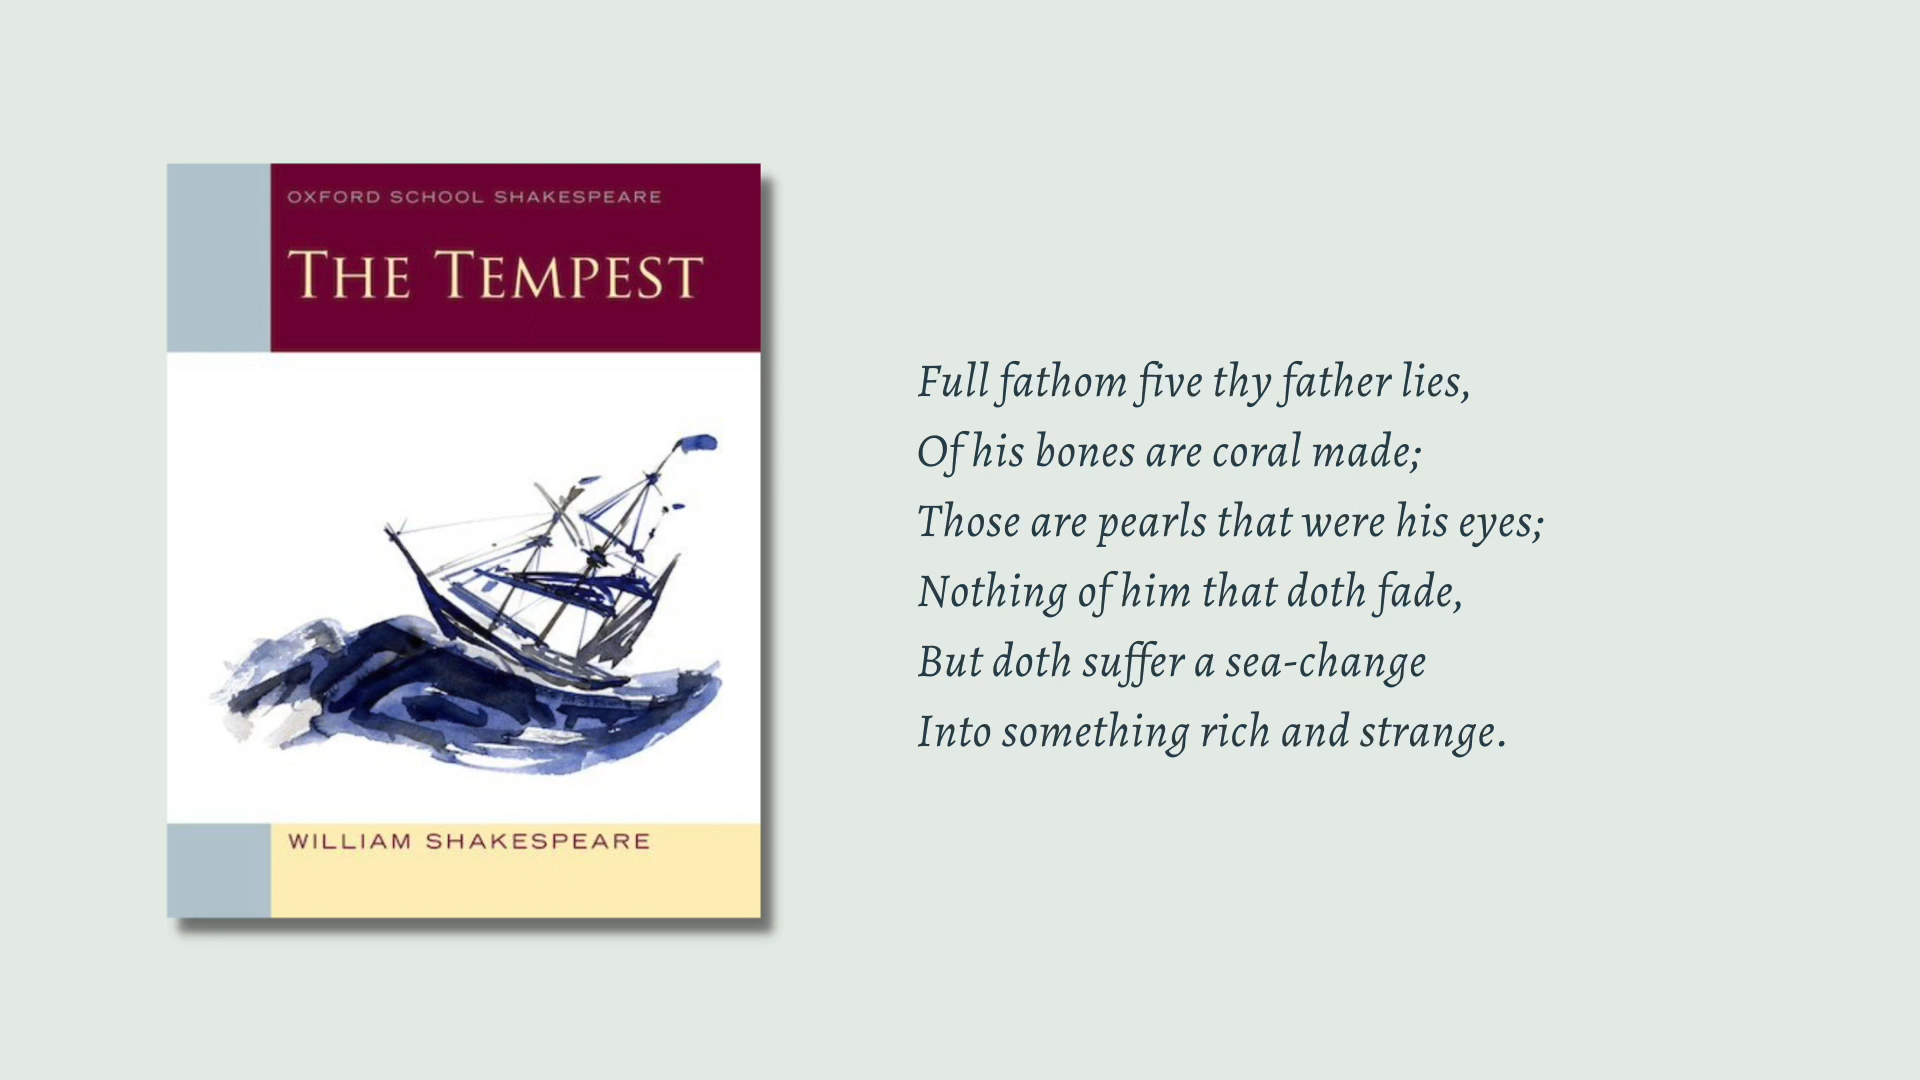 OXFORD SCHOOL SHAKESPEARE
THE TEMPEST
WILLIAM SHAKESPEARE
Full fathom five thy father lies,
Of his bones are coral made;
Those are pearls that were his eyes;
Nothing of him that doth fade,
But doth suffer a sea-change
Into something rich and strange.